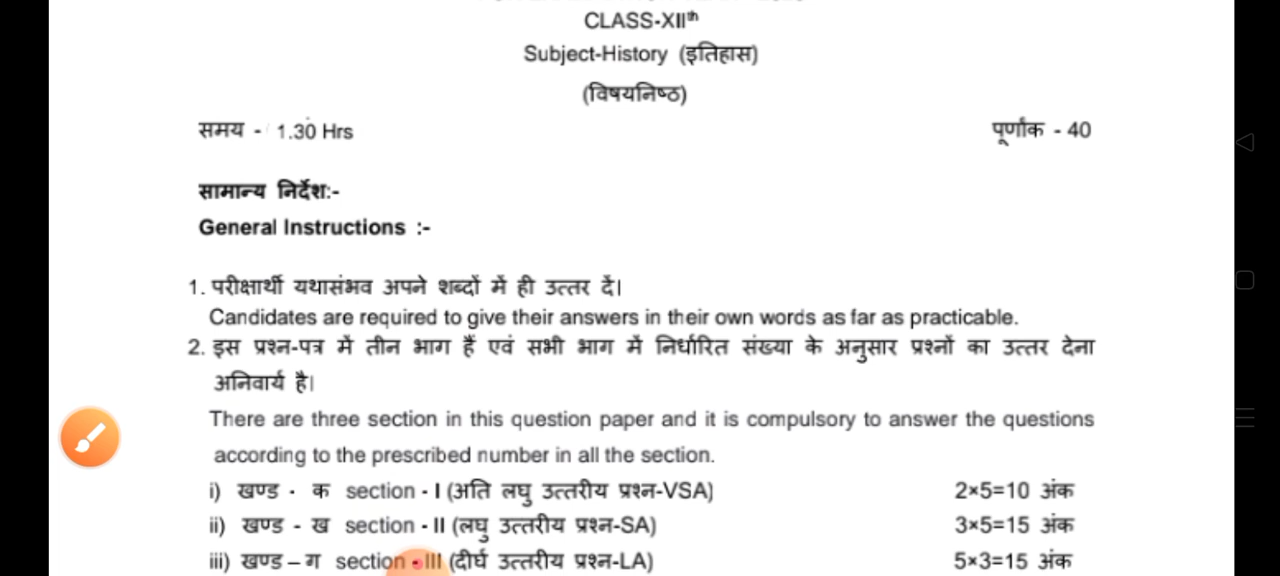 CLASS-XIIth
Subject-History (इतिहास)
(विषयनिष्ठ)
समय - 1.30 Hrs पूर्णांक - 40
सामान्य निर्देश:-
General Instructions :-
1. परीक्षार्थी यथासंभव अपने शब्दों में ही उत्तर दें।
Candidates are required to give their answers in their own words as far as practicable.
2. इस प्रश्न-पत्र में तीन भाग हैं एवं सभी भाग में निर्धारित संख्या के अनुसार प्रश्नों का उत्तर देना
अनिवार्य है।
There are three section in this question paper and it is compulsory to answer the questions
according to the prescribed number in all the section.
i) खण्ड - क section - I (अति लघु उत्तरीय प्रश्न-VSA) 2×5=10 अंक
ii) खण्ड - ख section - II (लघु उत्तरीय प्रश्न-SA) 3×5=15 अंक
iii) खण्ड – ग section - III (दीर्घ उत्तरीय प्रश्न-LA) 5×3=15 अंक